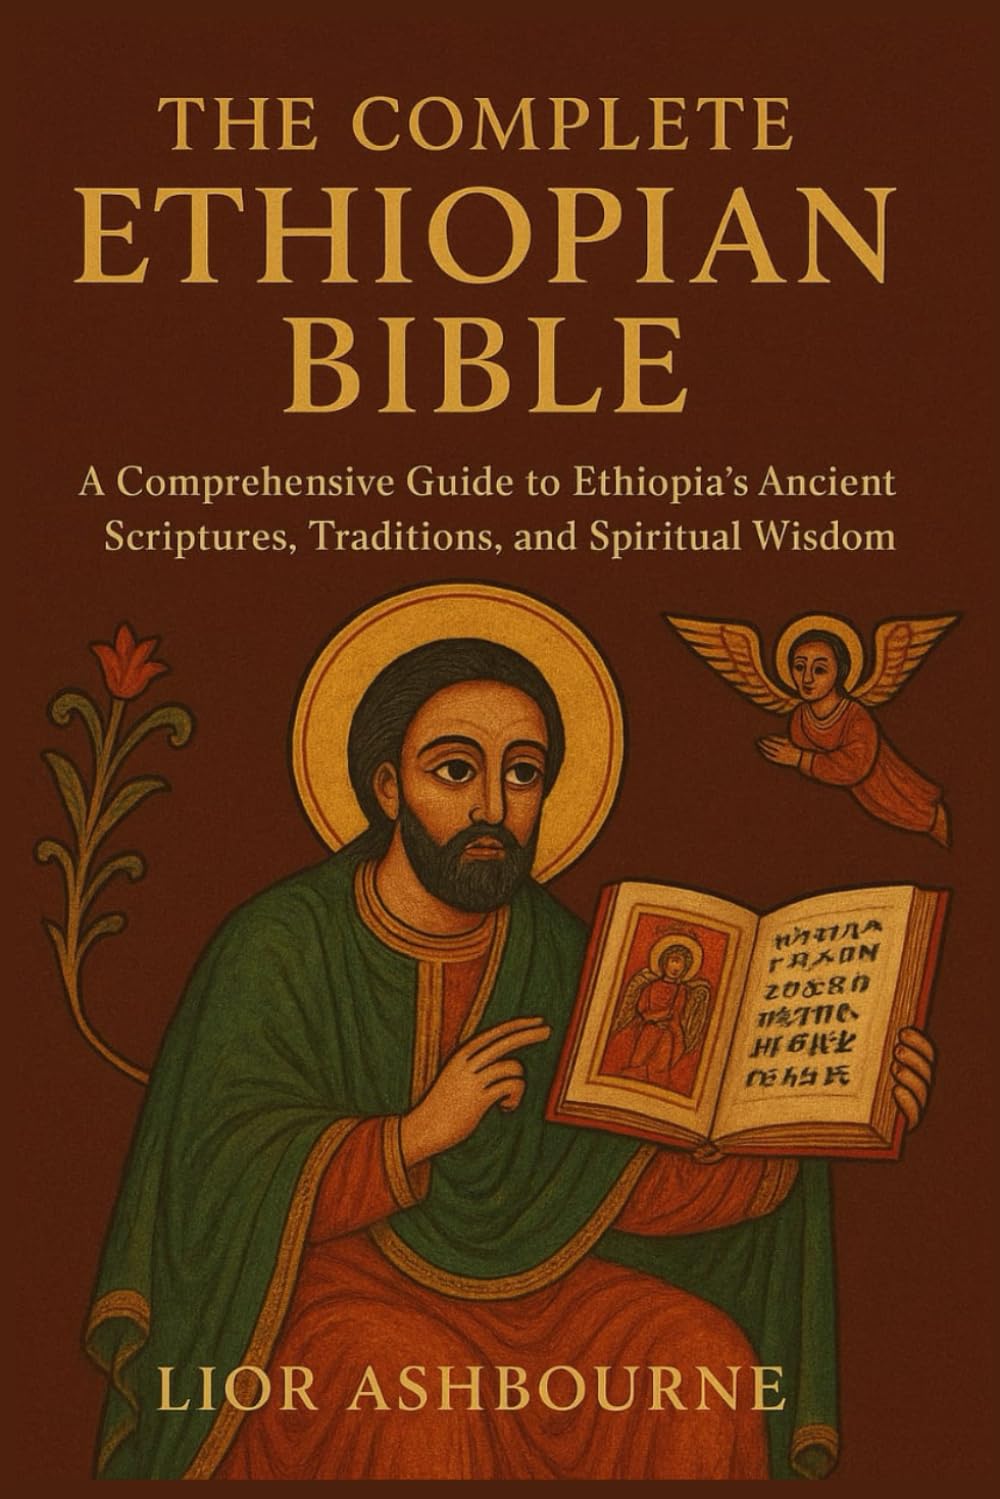 THE COMPLETE
ETHIOPIAN
BIBLE
A Comprehensive Guide to Ethiopia's Ancient
Scriptures, Traditions, and Spiritual Wisdom
LIOR ASHBOURNE